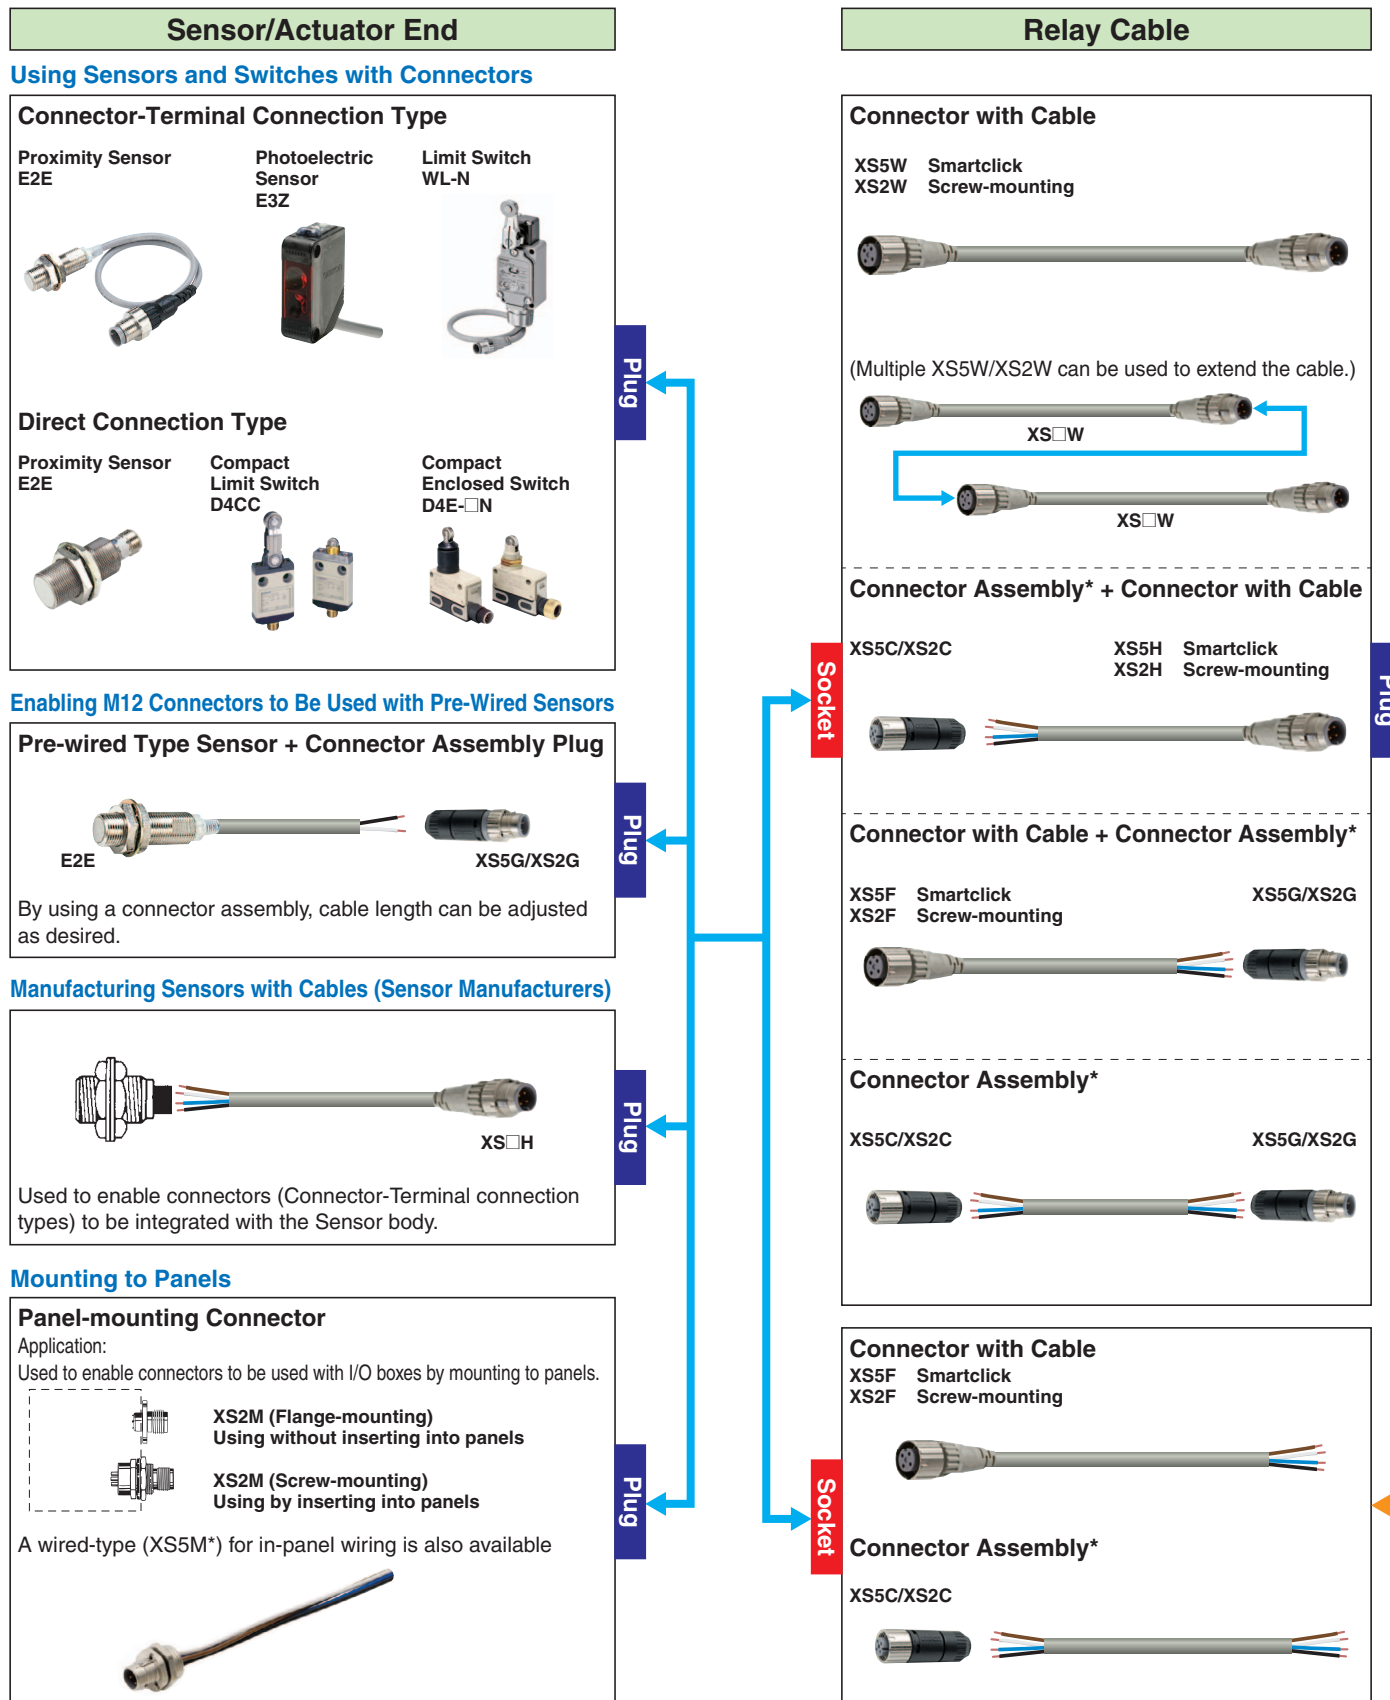 Sensor/Actuator End
Using Sensors and Switches with Connectors
Connector-Terminal Connection Type
Proximity Sensor
E2E
Photoelectric
Sensor
E3Z
Limit Switch
WL-N
Plug
Direct Connection Type
Proximity Sensor
E2E
Compact
Limit Switch
D4CC
Compact
Enclosed Switch
D4E-□N
Enabling M12 Connectors to Be Used with Pre-Wired Sensors
Pre-wired Type Sensor + Connector Assembly Plug
E2E
XS5G/XS2G
Plug
By using a connector assembly, cable length can be adjusted
as desired.
Manufacturing Sensors with Cables (Sensor Manufacturers)
XS□H
Plug
Used to enable connectors (Connector-Terminal connection
types) to be integrated with the Sensor body.
Mounting to Panels
Panel-mounting Connector
Application:
Used to enable connectors to be used with I/O boxes by mounting to panels.
XS2M (Flange-mounting)
Using without inserting into panels
XS2M (Screw-mounting)
Using by inserting into panels
Plug
A wired-type (XS5M*) for in-panel wiring is also available
Relay Cable
Connector with Cable
XS5W Smartclick
XS2W Screw-mounting
(Multiple XS5W/XS2W can be used to extend the cable.)
XS□W
XS□W
Connector Assembly* + Connector with Cable
Socket
XS5C/XS2C
XS5H Smartclick
XS2H Screw-mounting
Plug
Connector with Cable + Connector Assembly*
XS5F Smartclick
XS2F Screw-mounting
XS5G/XS2G
Connector Assembly*
XS5C/XS2C
XS5G/XS2G
Connector with Cable
XS5F Smartclick
XS2F Screw-mounting
Socket
Connector Assembly*
XS5C/XS2C